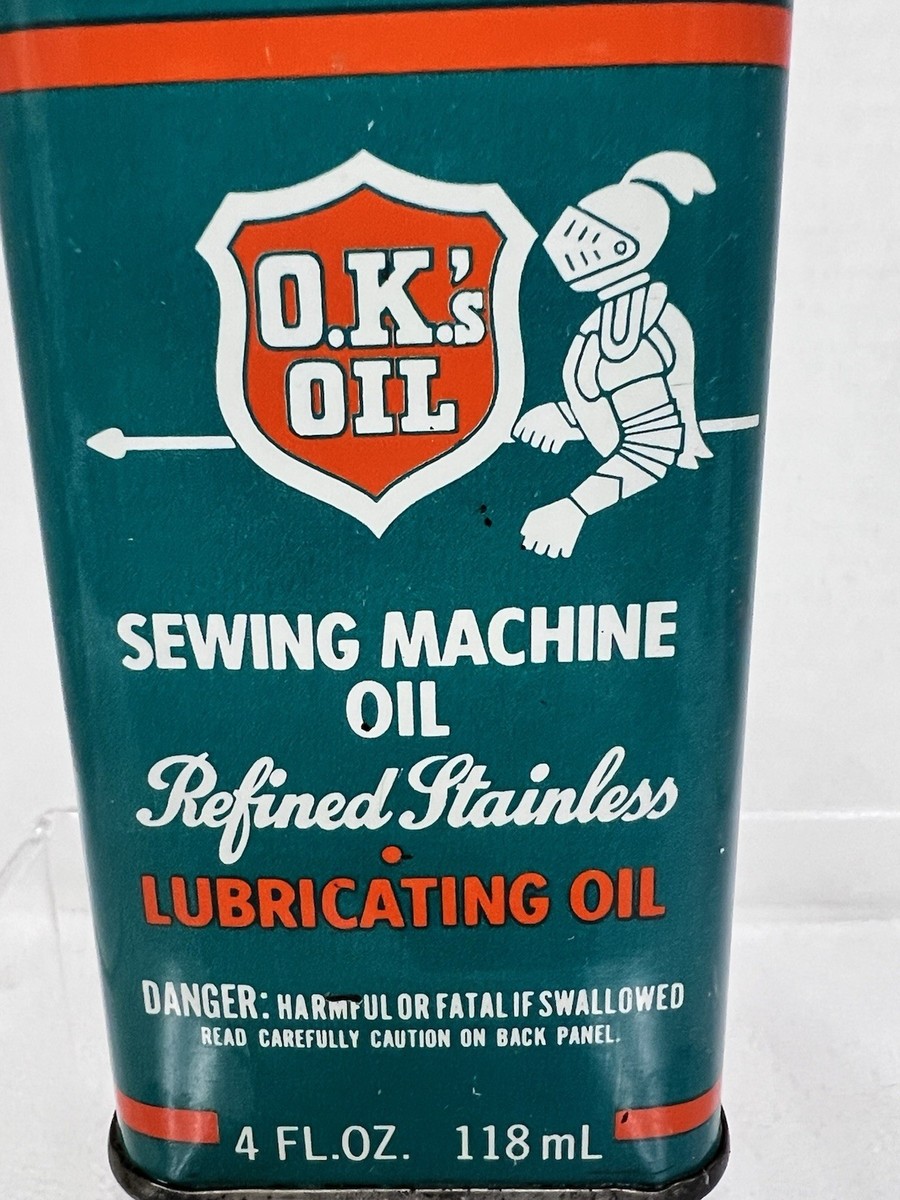 O.K.'s
OIL
SEWING MACHINE
OIL
Refined Stainless
LUBRICATING OIL
DANGER: HARMFUL OR FATAL IF SWALLOWED
READ CAREFULLY CAUTION ON BACK PANEL.
4 FL.OZ. 118 mL